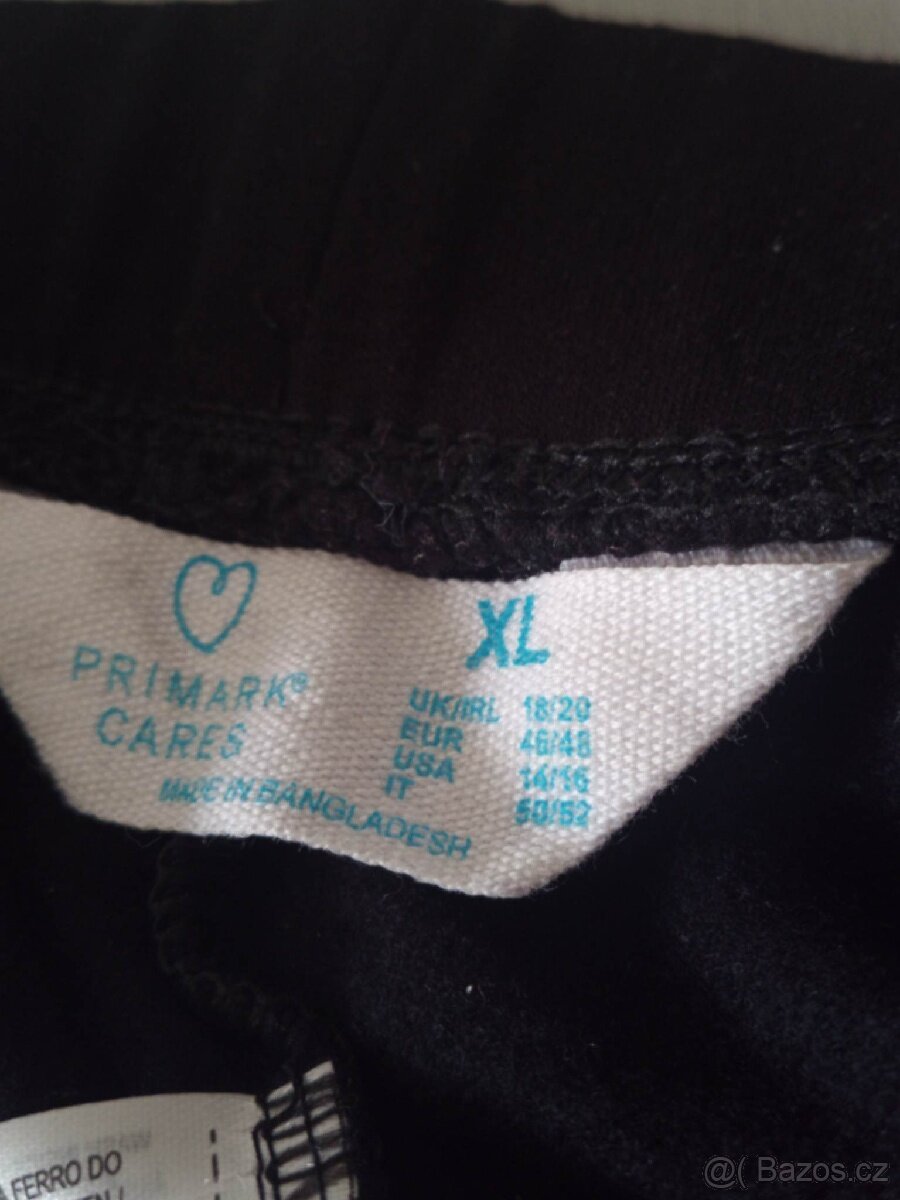 PRIMARK®
CARES
XL
UK/IRL 18/20
EUR 46/48
USA 14/16
IT 50/52
MADE IN BANGLADESH
A FERRO DO
@( Bazos.cz